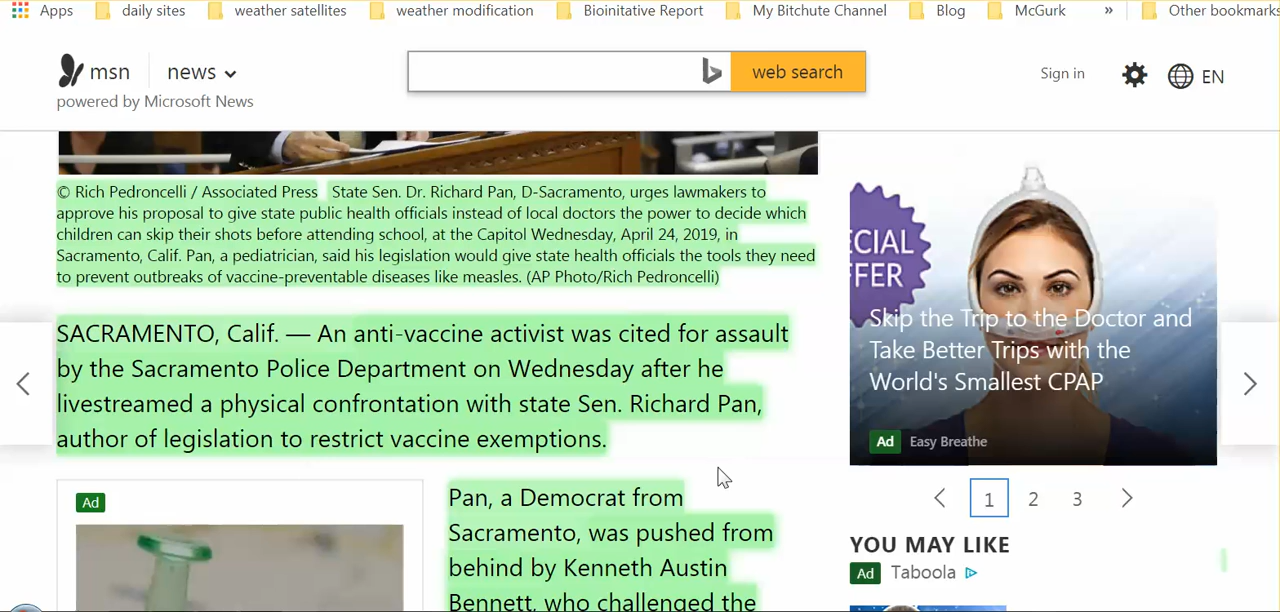 Apps daily sites weather satellites weather modification Bioinitative Report My Bitchute Channel Blog McGurk » Other bookmarks
msn news web search Sign in EN
powered by Microsoft News
© Rich Pedroncelli / Associated Press State Sen. Dr. Richard Pan, D-Sacramento, urges lawmakers to
approve his proposal to give state public health officials instead of local doctors the power to decide which
children can skip their shots before attending school, at the Capitol Wednesday, April 24, 2019, in
Sacramento, Calif. Pan, a pediatrician, said his legislation would give state health officials the tools they need
to prevent outbreaks of vaccine-preventable diseases like measles. (AP Photo/Rich Pedroncelli)
SACRAMENTO, Calif. — An anti-vaccine activist was cited for assault
by the Sacramento Police Department on Wednesday after he
livestreamed a physical confrontation with state Sen. Richard Pan,
author of legislation to restrict vaccine exemptions.
Ad
Pan, a Democrat from
Sacramento, was pushed from
behind by Kenneth Austin
Bennett, who challenged the
ECIAL
FFER
Skip the Trip to the Doctor and
Take Better Trips with the
World's Smallest CPAP
Ad Easy Breathe
1 2 3
YOU MAY LIKE
Ad Taboola